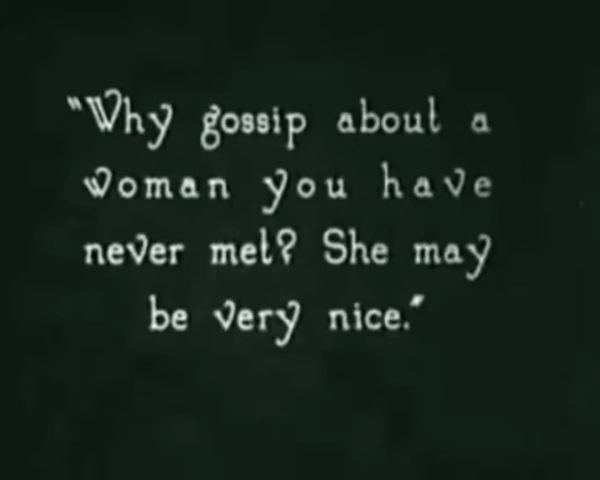 "Why gossip about a
woman you have
never met? She may
be very nice."